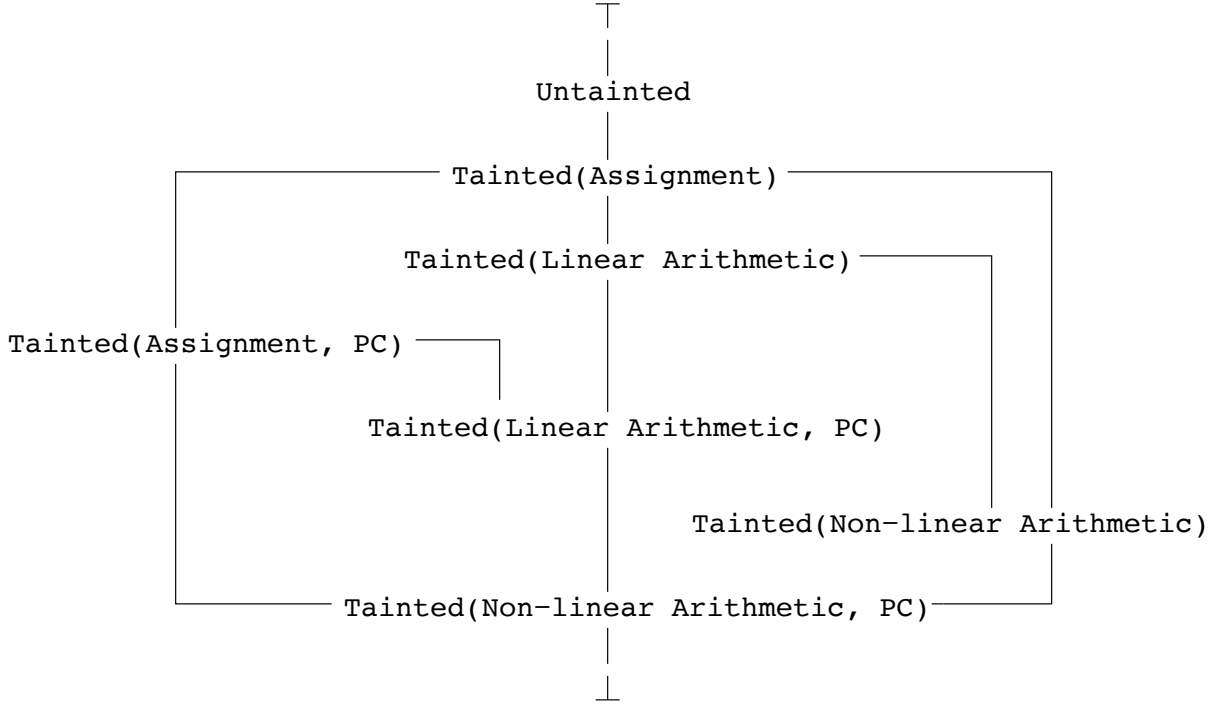 Untainted
Tainted(Assignment)
Tainted(Linear Arithmetic)
Tainted(Assignment, PC)
Tainted(Linear Arithmetic, PC)
Tainted(Non−linear Arithmetic)
Tainted(Non−linear Arithmetic, PC)